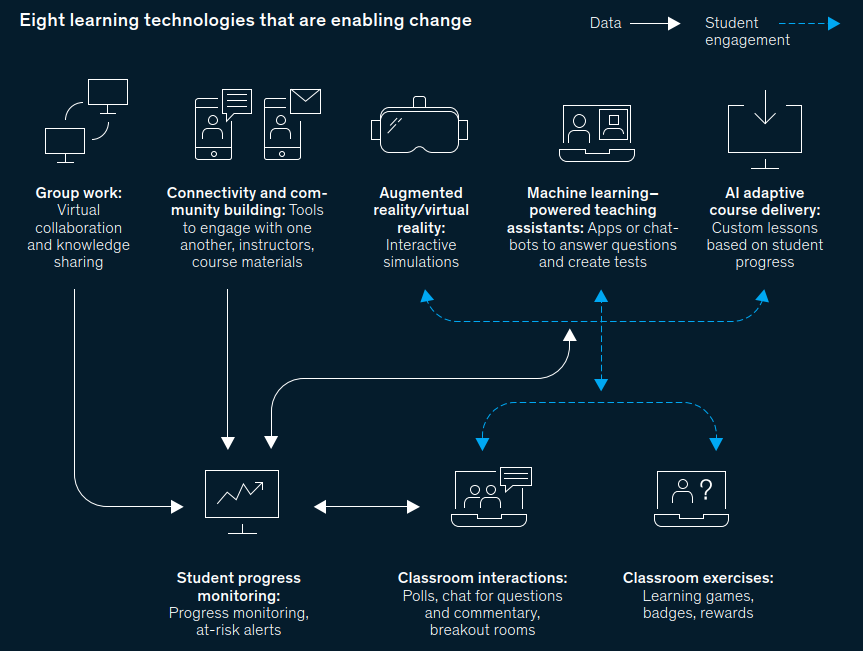 Eight learning technologies that are enabling change
Data
Student
engagement
Group work:
Virtual
collaboration
and knowledge
sharing
Connectivity and com-
munity building: Tools
to engage with one
another, instructors,
course materials
Augmented
reality/virtual
reality:
Interactive
simulations
Machine learning–
powered teaching
assistants: Apps or chat-
bots to answer questions
and create tests
AI adaptive
course delivery:
Custom lessons
based on student
progress
?
Student progress
monitoring:
Progress monitoring,
at-risk alerts
Classroom interactions:
Polls, chat for questions
and commentary,
breakout rooms
Classroom exercises:
Learning games,
badges, rewards